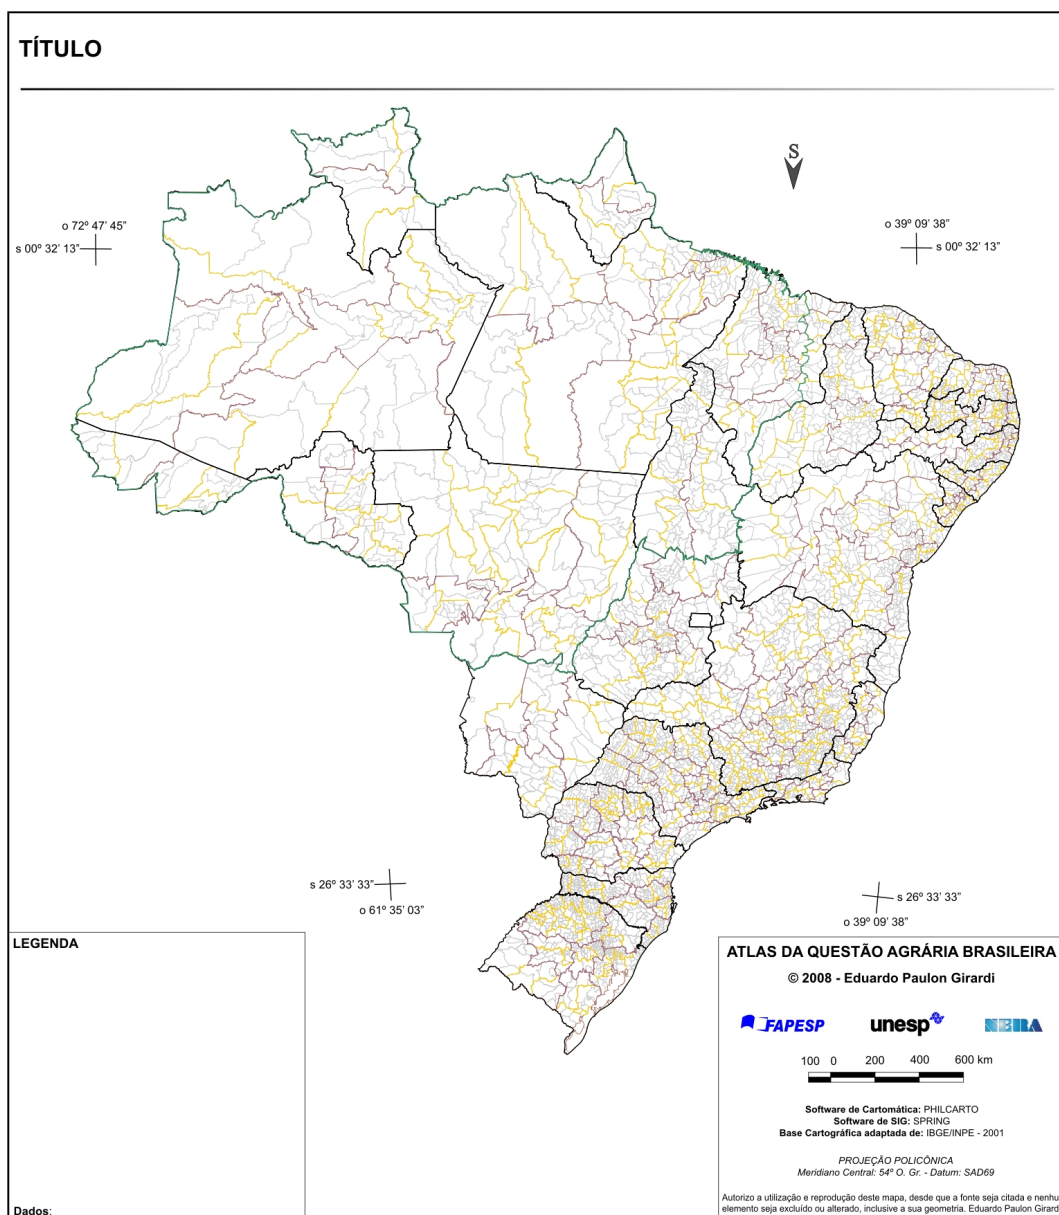 TÍTULO
S
o 72º 47' 45”
s 00º 32' 13”
o 39º 09' 38”
s 00º 32' 13”
s 26º 33' 33”
o 61º 35' 03”
s 26º 33' 33”
o 39º 09' 38”
LEGENDA
Dados:
ATLAS DA QUESTÃO AGRÁRIA BRASILEIRA
© 2008 - Eduardo Paulon Girardi
FAPESP
unesp
NERA
100 0 200 400 600 km
Software de Cartomática: PHILCARTO
Software de SIG: SPRING
Base Cartográfica adaptada de: IBGE/INPE - 2001
PROJEÇÃO POLICÔNICA
Meridiano Central: 54º O. Gr. - Datum: SAD69
Autorizo a utilização e reprodução deste mapa, desde que a fonte seja citada e nenhu
elemento seja excluído ou alterado, inclusive a sua geometria. Eduardo Paulon Girard